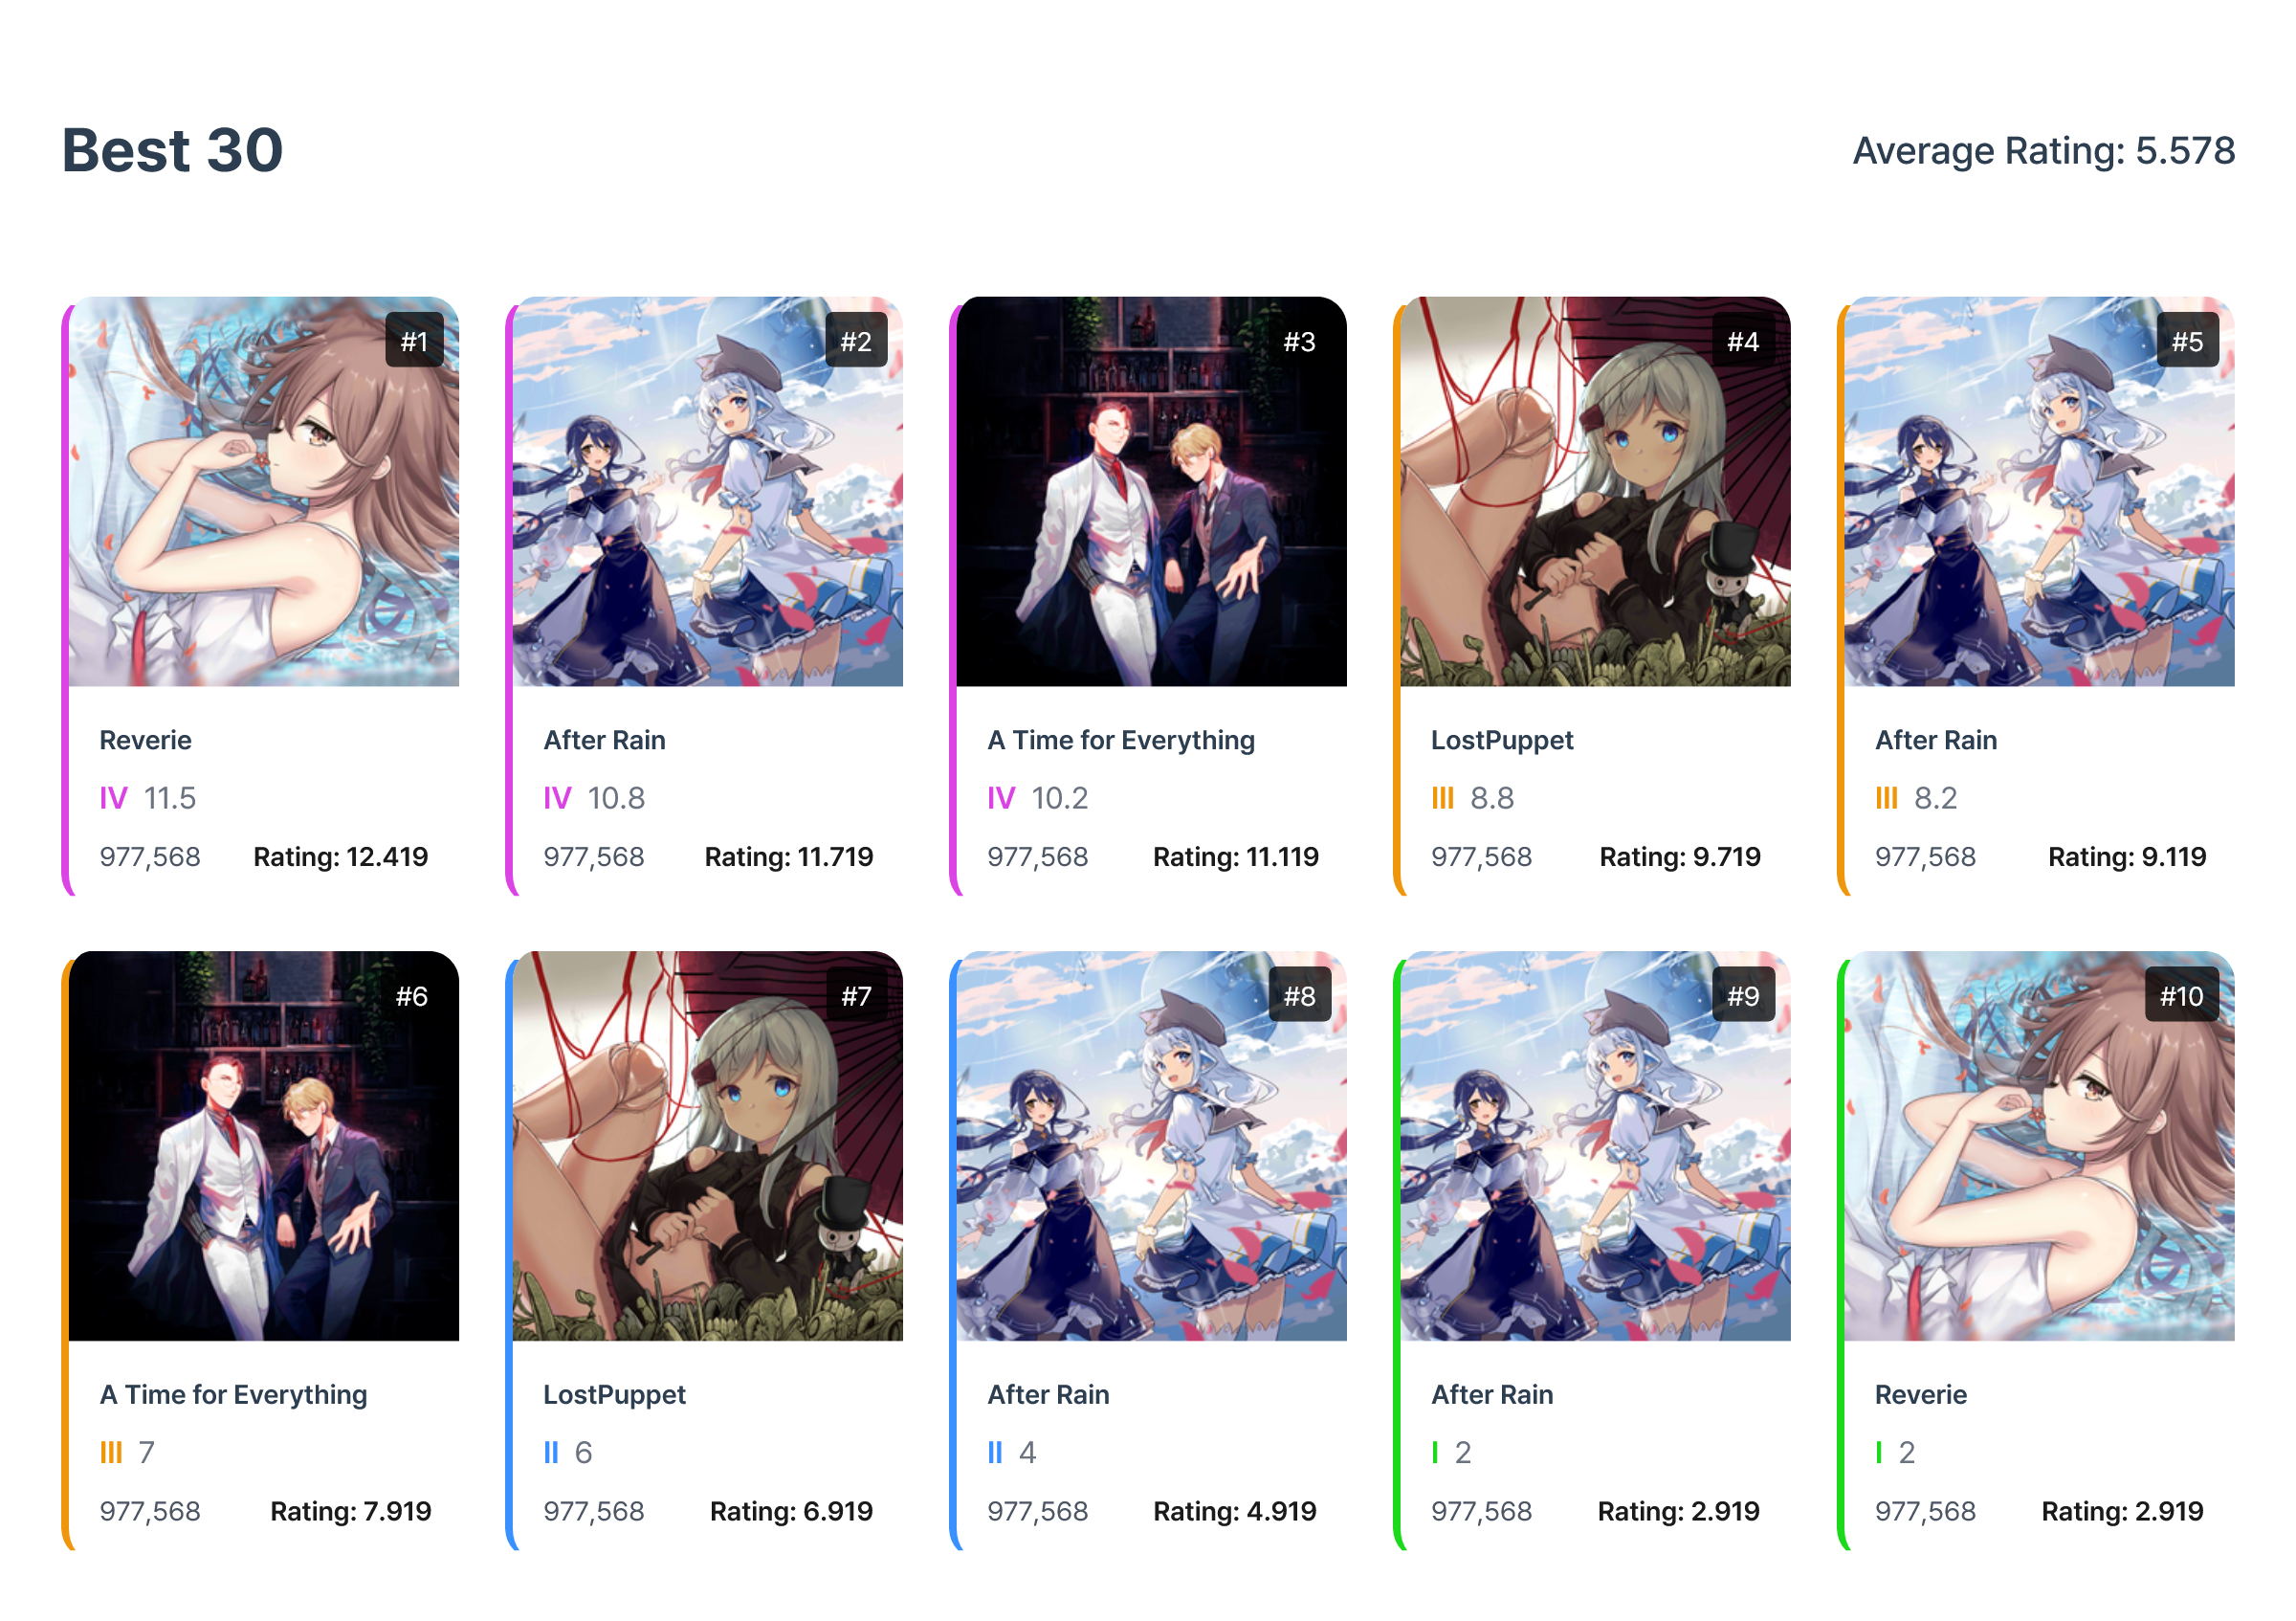 Best 30
Average Rating: 5.578
#1
Reverie
IV 11.5
977,568 Rating: 12.419
#2
After Rain
IV 10.8
977,568 Rating: 11.719
#3
A Time for Everything
IV 10.2
977,568 Rating: 11.119
#4
LostPuppet
III 8.8
977,568 Rating: 9.719
#5
After Rain
III 8.2
977,568 Rating: 9.119
#6
A Time for Everything
III 7
977,568 Rating: 7.919
#7
LostPuppet
II 6
977,568 Rating: 6.919
#8
After Rain
II 4
977,568 Rating: 4.919
#9
After Rain
I 2
977,568 Rating: 2.919
#10
Reverie
I 2
977,568 Rating: 2.919